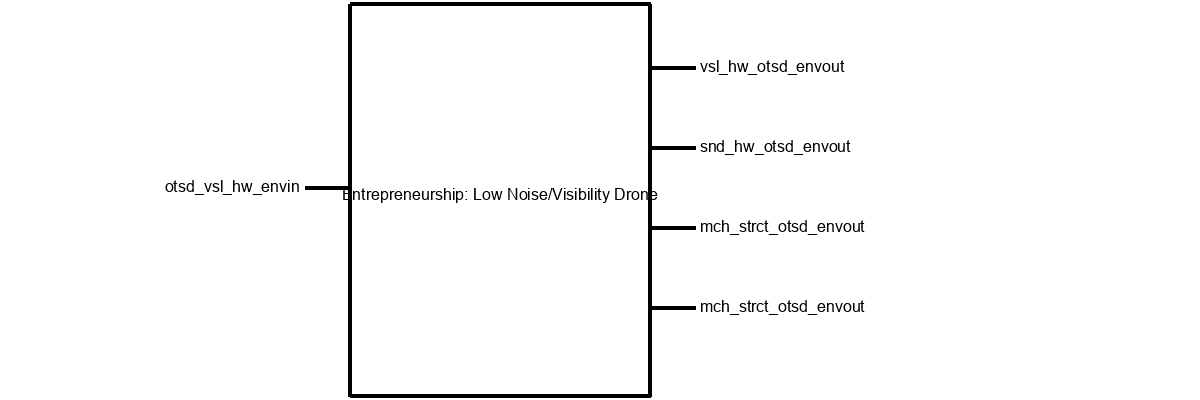 vsl_hw_otsd_envout
snd_hw_otsd_envout
otsd_vsl_hw_envin
Entrepreneurship: Low Noise/Visibility Drone
mch_strct_otsd_envout
mch_strct_otsd_envout